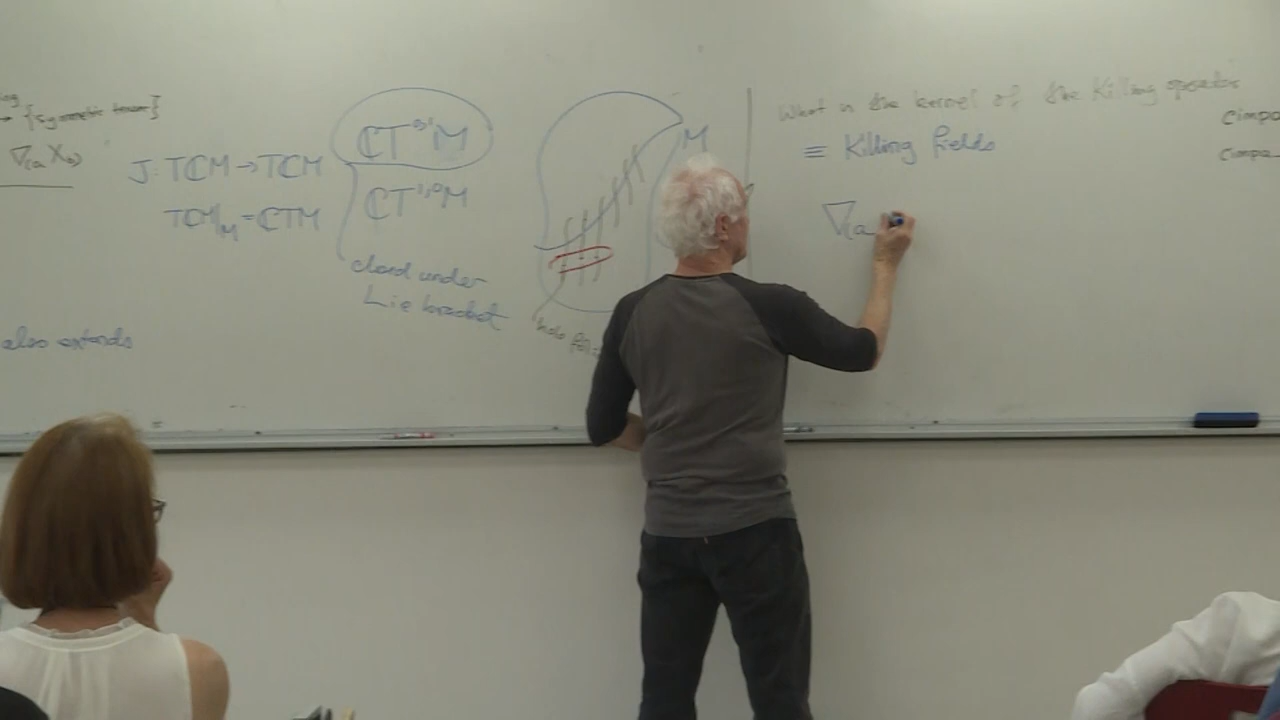 → {symmetric tensor}
∇(a Xb)
also extends
J: TℂM → TℂM
TℂM|M = ℂTM
ℂT⁰,¹M
ℂT¹,⁰M
closed under
Lie bracket
M
holo
What is the kernel of the Killing operator
≡ Killing fields
∇(a